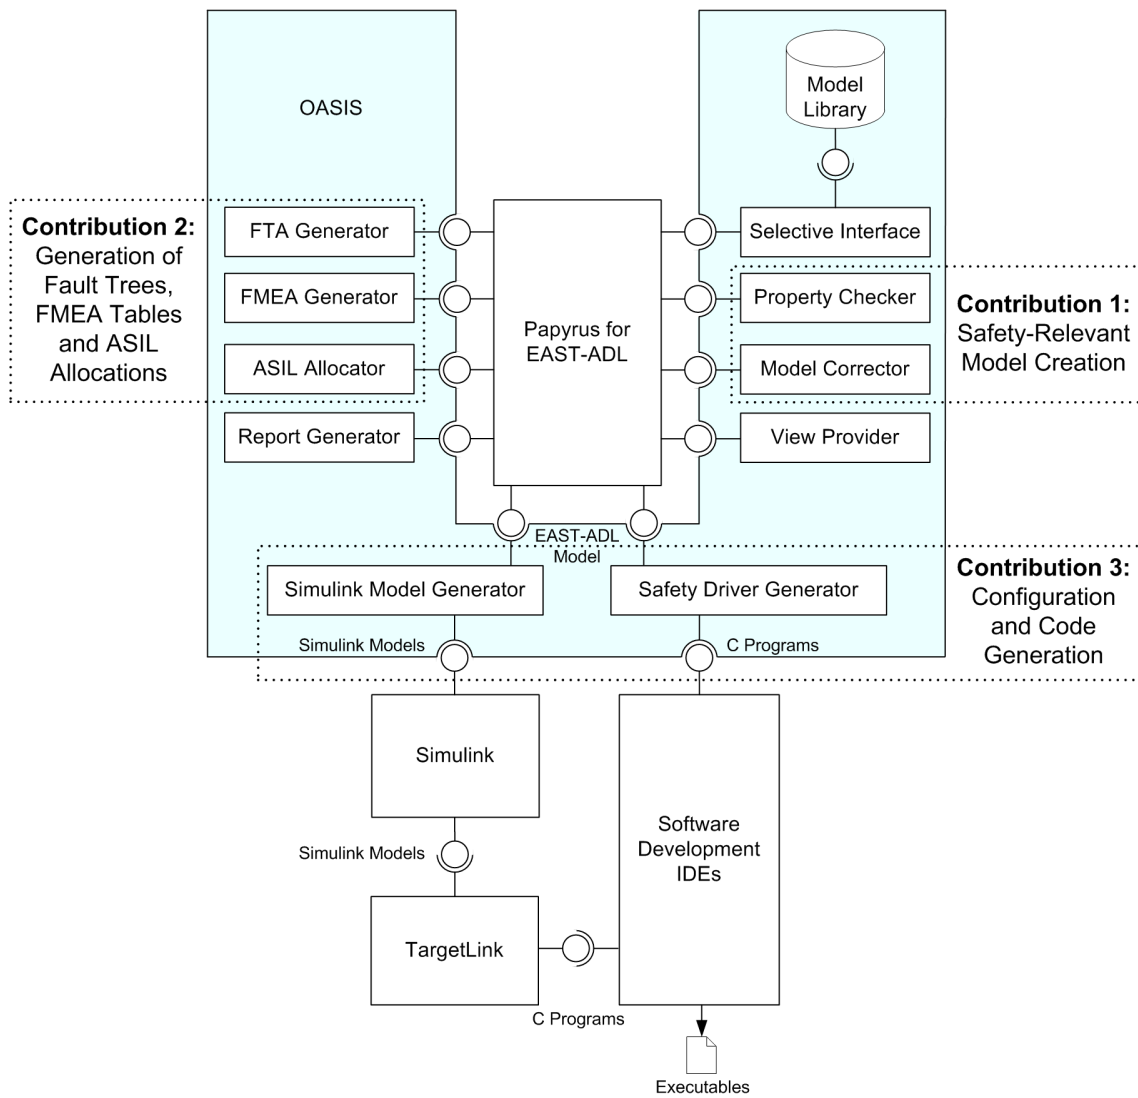 OASIS
Model
Library
Contribution 2:
Generation of
Fault Trees,
FMEA Tables
and ASIL
Allocations
FTA Generator
FMEA Generator
ASIL Allocator
Report Generator
Papyrus for
EAST-ADL
Selective Interface
Property Checker
Model Corrector
View Provider
Contribution 1:
Safety-Relevant
Model Creation
EAST-ADL
Model
Simulink Model Generator
Safety Driver Generator
Contribution 3:
Configuration
and Code
Generation
Simulink Models
C Programs
Simulink
Simulink Models
Software
Development
IDEs
TargetLink
C Programs
Executables